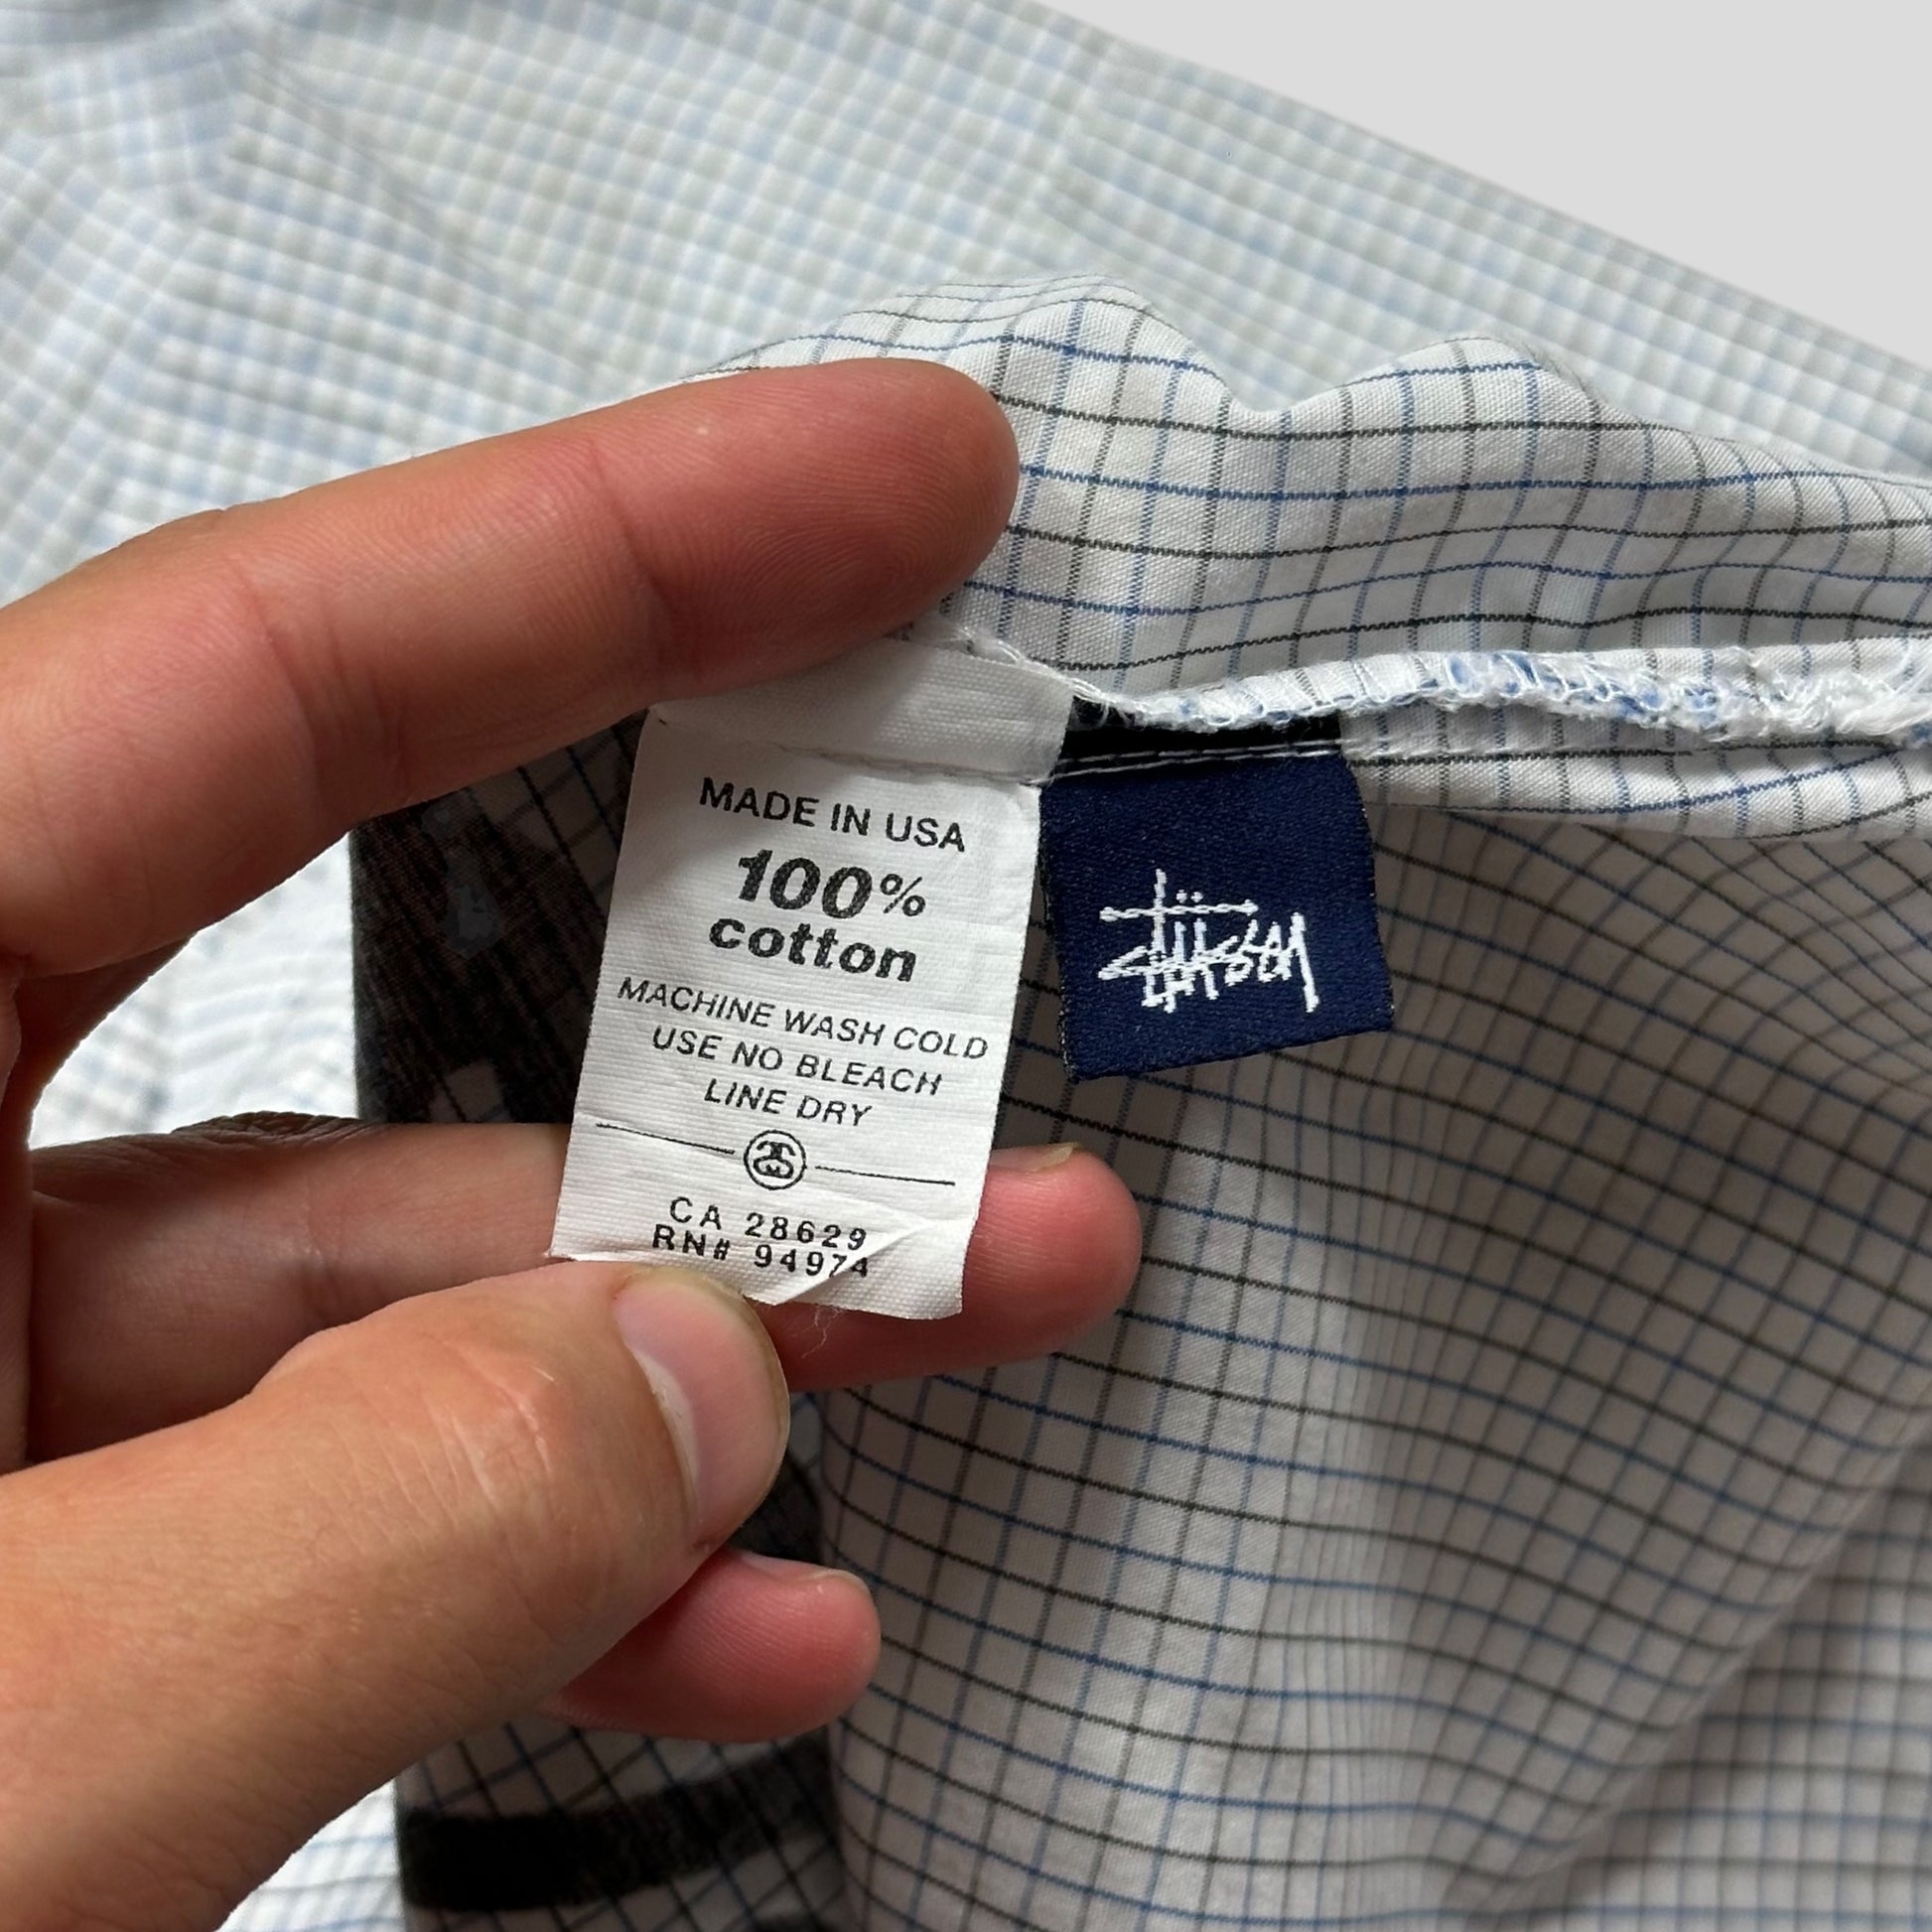 MADE IN USA
100%
cotton
MACHINE WASH COLD
USE NO BLEACH
LINE DRY
CA 28629
RN# 94974
Stüssy